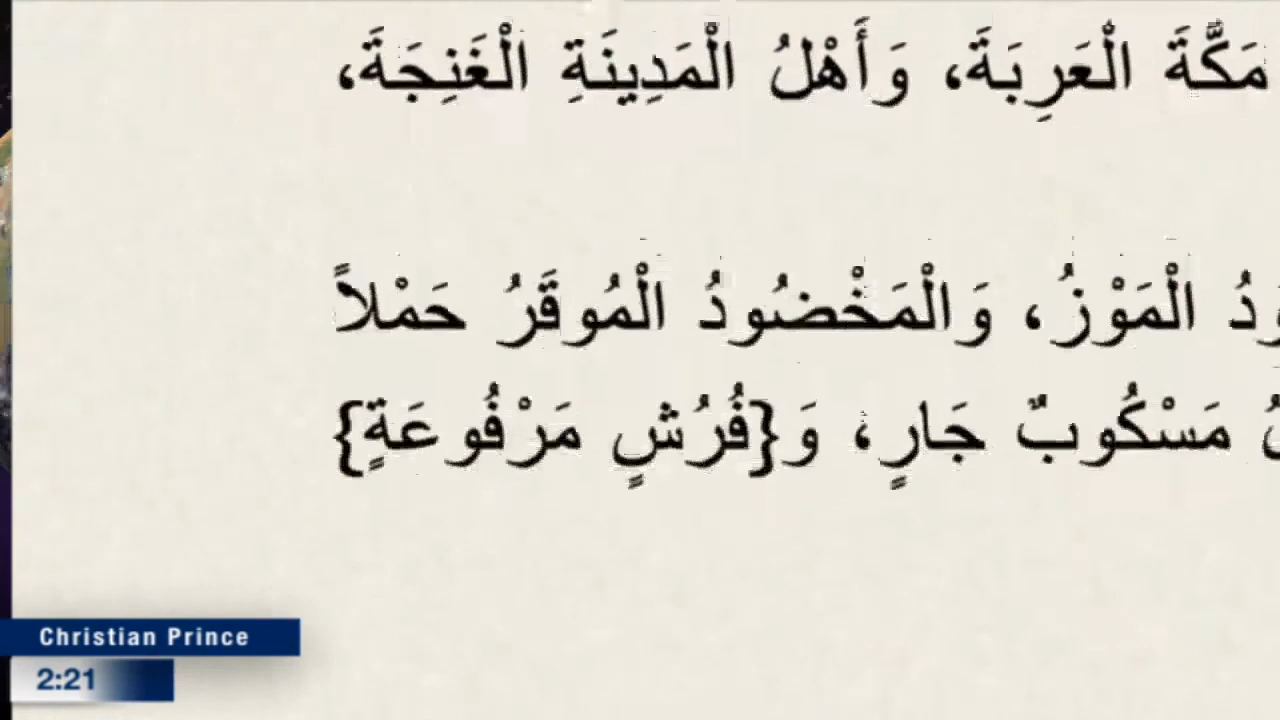 مَكَّةَ الْعَرِبَةَ، وَأَهْلُ الْمَدِينَةِ الْغَنِجَةَ،
الْمَوْزُ، وَالْمَخْضُودُ الْمُوقَرُ حَمْلاً
مَسْكُوبٌ جَارٍ، وَ{فُرُشٍ مَرْفُوعَةٍ}
Christian Prince
2:21